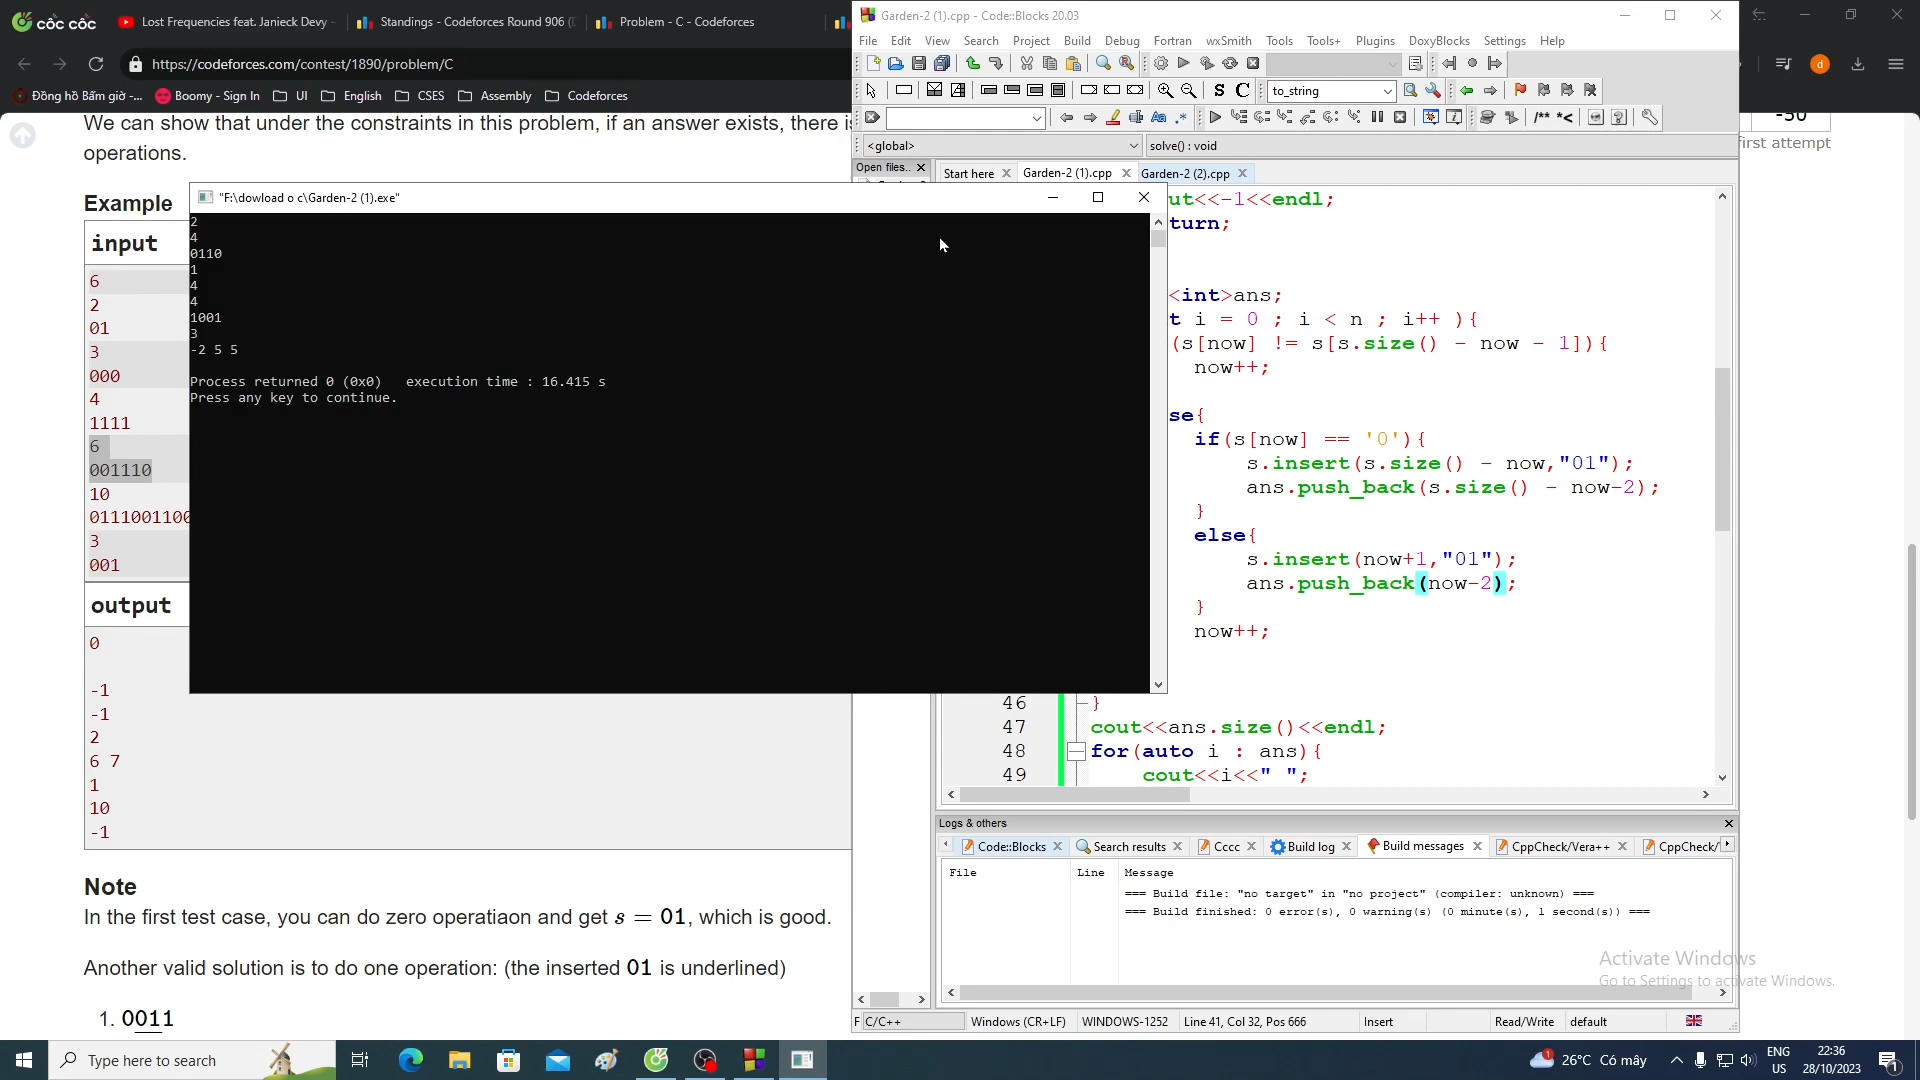 cốc cốc
Lost Frequencies feat. Janieck Devy
Standings - Codeforces Round 906 (
Problem - C - Codeforces
https://codeforces.com/contest/1890/problem/C
Đồng hồ Bấm giờ -...
Boomy - Sign In
UI
English
CSES
Assembly
Codeforces
We can show that under the constraints in this problem, if an answer exists, there
operations.
Example
input
6
2
01
3
000
4
1111
6
001110
10
0111001100
3
001
output
0
-1
-1
2
6 7
1
10
-1
Note
In the first test case, you can do zero operatiaon and get s = 01, which is good.
Another valid solution is to do one operation: (the inserted 01 is underlined)
1. 0011
"F:\dowload o c\Garden-2 (1).exe"
2
4
0110
1
4
4
1001
3
-2 5 5
Process returned 0 (0x0)   execution time : 16.415 s
Press any key to continue.
Garden-2 (1).cpp - Code::Blocks 20.03
File Edit View Search Project Build Debug Fortran wxSmith Tools Tools+ Plugins DoxyBlocks Settings Help
to_string
/** *<
<global>
solve() : void
Open files..
Start here
Garden-2 (1).cpp
Garden-2 (2).cpp
ut<<-1<<endl;
turn;
<int>ans;
t i = 0 ; i < n ; i++ ){
(s[now] != s[s.size() - now - 1]){
now++;
se{
if(s[now] == '0'){
s.insert(s.size() - now,"01");
ans.push_back(s.size() - now-2);
}
else{
s.insert(now+1,"01");
ans.push_back(now-2);
}
now++;
46 }
47 cout<<ans.size()<<endl;
48 for(auto i : ans){
49 cout<<i<<" ";
Logs & others
Code::Blocks
Search results
Cccc
Build log
Build messages
CppCheck/Vera++
CppCheck/
File Line Message
=== Build file: "no target" in "no project" (compiler: unknown) ===
=== Build finished: 0 error(s), 0 warning(s) (0 minute(s), 1 second(s)) ===
F C/C++ Windows (CR+LF) WINDOWS-1252 Line 41, Col 32, Pos 666 Insert Read/Write default
d
-50
first attempt
Activate Windows
Go to Settings to activate Windows.
Type here to search
1
26°C Có mây
ENG
US
22:36
28/10/2023
1